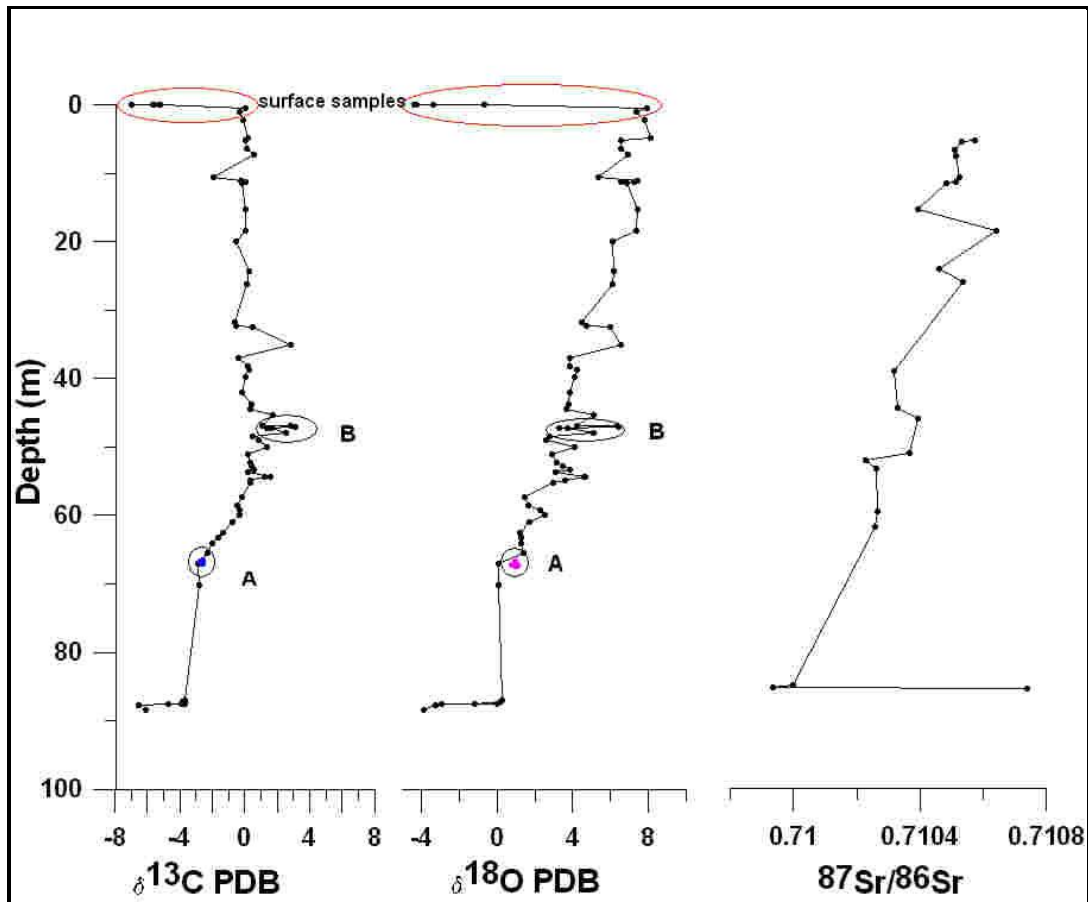 surface samples
0
20
40
60
80
100
Depth (m)
B
B
A
A
-8 -4 0 4 8
-4 0 4 8
0.71 0.7104 0.7108
δ13C PDB
δ18O PDB
87Sr/86Sr